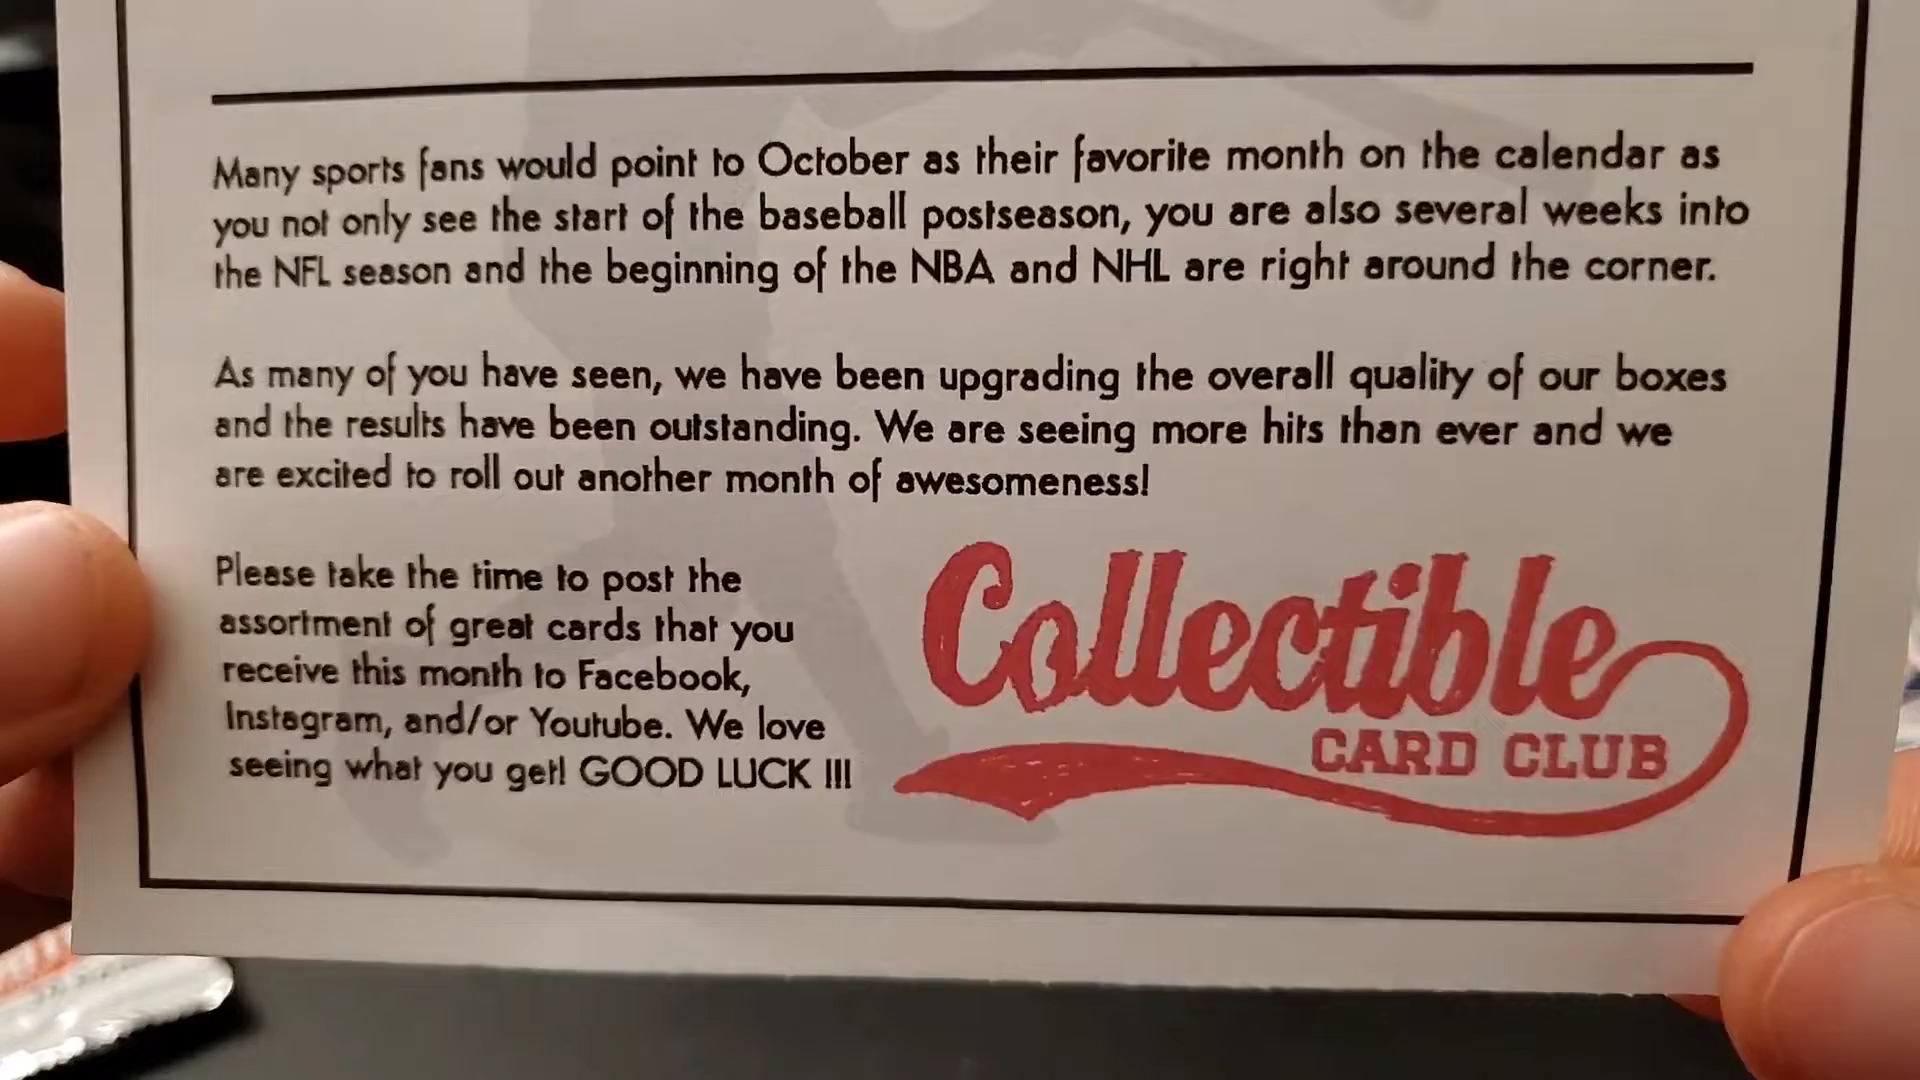 Many sports fans would point to October as their favorite month on the calendar as
you not only see the start of the baseball postseason, you are also several weeks into
the NFL season and the beginning of the NBA and NHL are right around the corner.
As many of you have seen, we have been upgrading the overall quality of our boxes
and the results have been outstanding. We are seeing more hits than ever and we
are excited to roll out another month of awesomeness!
Please take the time to post the
assortment of great cards that you
receive this month to Facebook,
Instagram, and/or Youtube. We love
seeing what you get! GOOD LUCK !!!
Collectible
CARD CLUB